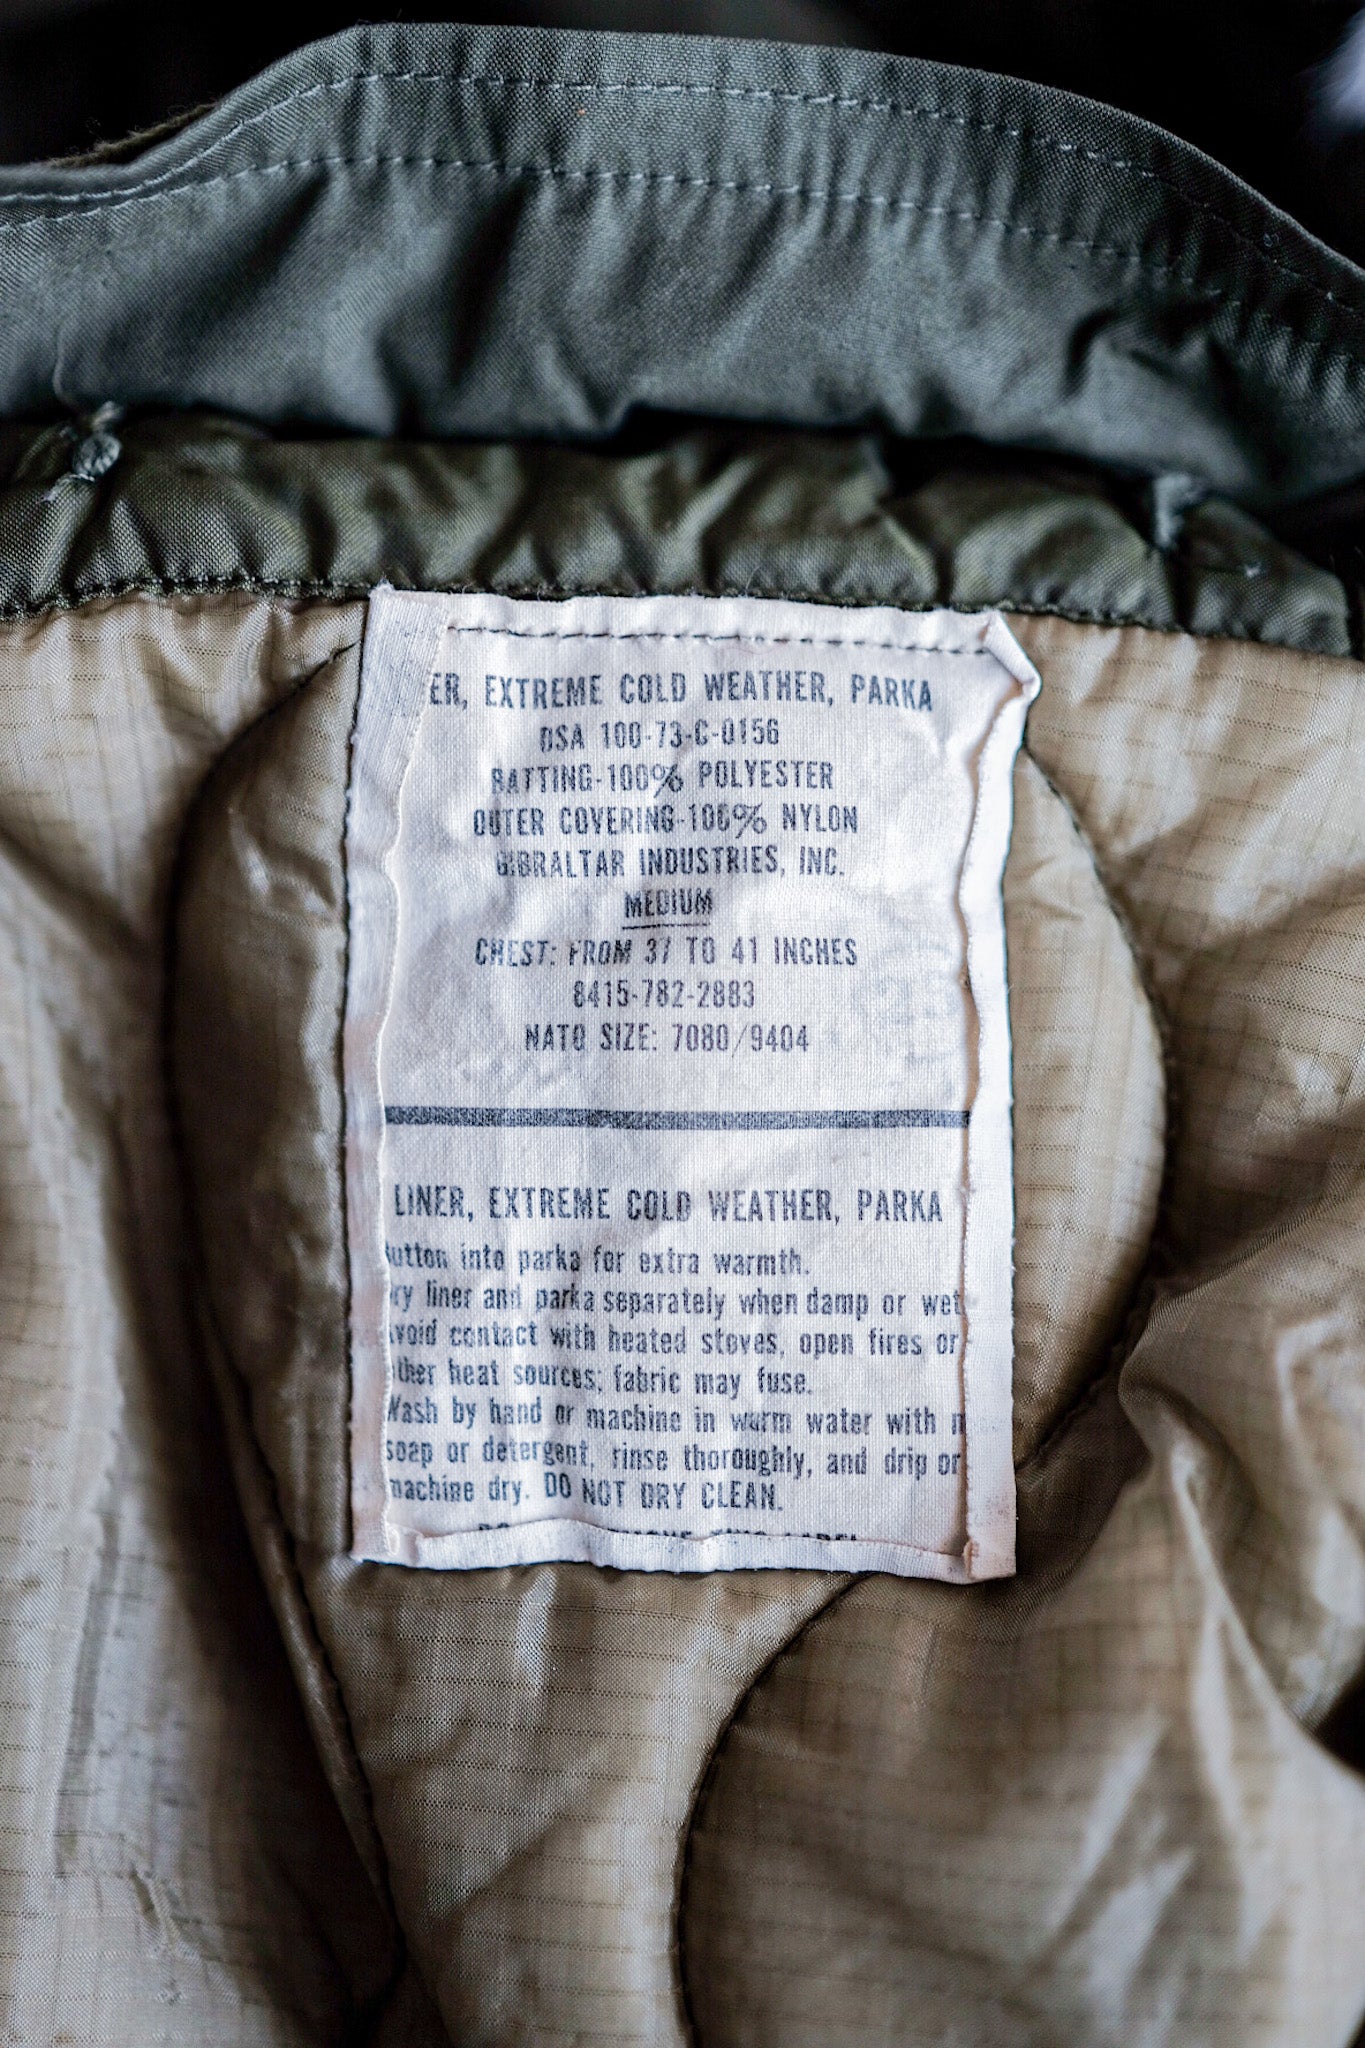 ER, EXTREME COLD WEATHER, PARKA
DSA 100-73-C-0156
BATTING-100% POLYESTER
OUTER COVERING-100% NYLON
GIBRALTAR INDUSTRIES, INC.
MEDIUM
CHEST: FROM 37 TO 41 INCHES
8415-782-2883
NATO SIZE: 7080/9404
LINER, EXTREME COLD WEATHER, PARKA
utton into parka for extra warmth.
ry liner and parka separately when damp or wet
void contact with heated stoves, open fires or
ther heat sources; fabric may fuse.
Wash by hand or machine in warm water with
soap or detergent, rinse thoroughly, and drip or
machine dry. DO NOT DRY CLEAN.